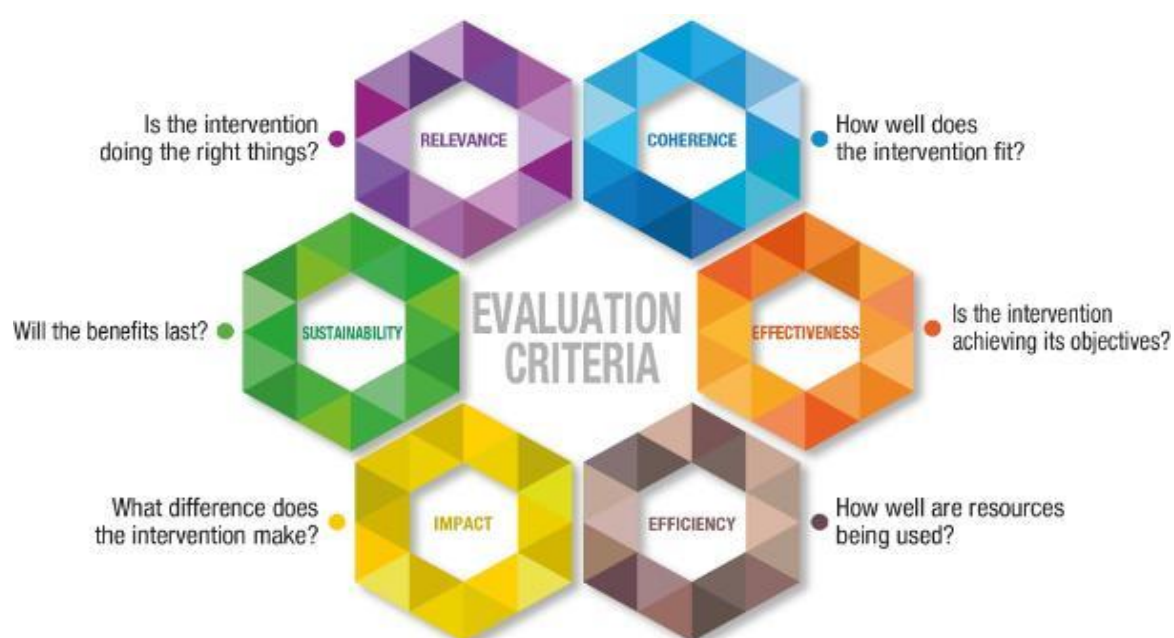 Is the intervention
doing the right things?
RELEVANCE
COHERENCE
How well does
the intervention fit?
Will the benefits last?
SUSTAINABILITY
EVALUATION
CRITERIA
EFFECTIVENESS
Is the intervention
achieving its objectives?
What difference does
the intervention make?
IMPACT
EFFICIENCY
How well are resources
being used?